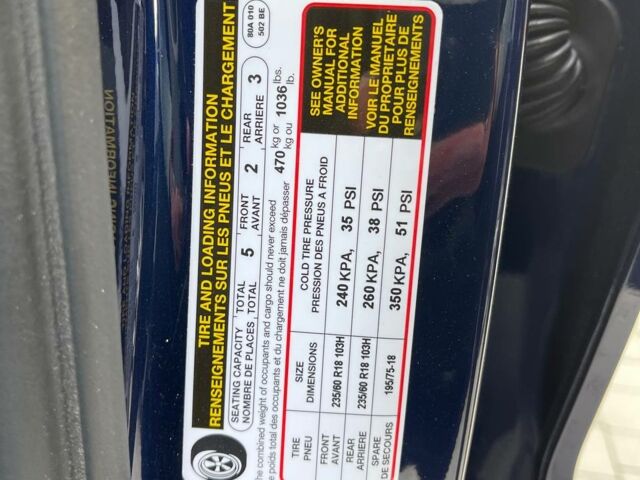 80A 010
502 BE
TIRE AND LOADING INFORMATION
RENSEIGNEMENTS SUR LES PNEUS ET LE CHARGEMENT
SEATING CAPACITY TOTAL 5 FRONT 2 REAR 3
NOMBRE DE PLACES TOTAL AVANT ARRIERE
The combined weight of occupants and cargo should never exceed 470 kg or 1036 lbs.
e poids total des occupants et du chargement ne doit jamais dépasser kg ou lb.
TIRE SIZE COLD TIRE PRESSURE
PNEU DIMENSIONS PRESSION DES PNEUS A FROID
FRONT
AVANT 235/60 R18 103H 240 KPA, 35 PSI
REAR
ARRIERE 235/60 R18 103H 260 KPA, 38 PSI
SPARE
DE SECOURS 195/75-18 350 KPA, 51 PSI
SEE OWNER'S
MANUAL FOR
ADDITIONAL
INFORMATION
VOIR LE MANUEL
DU PROPRIETAIRE
POUR PLUS DE
RENSEIGNEMENTS